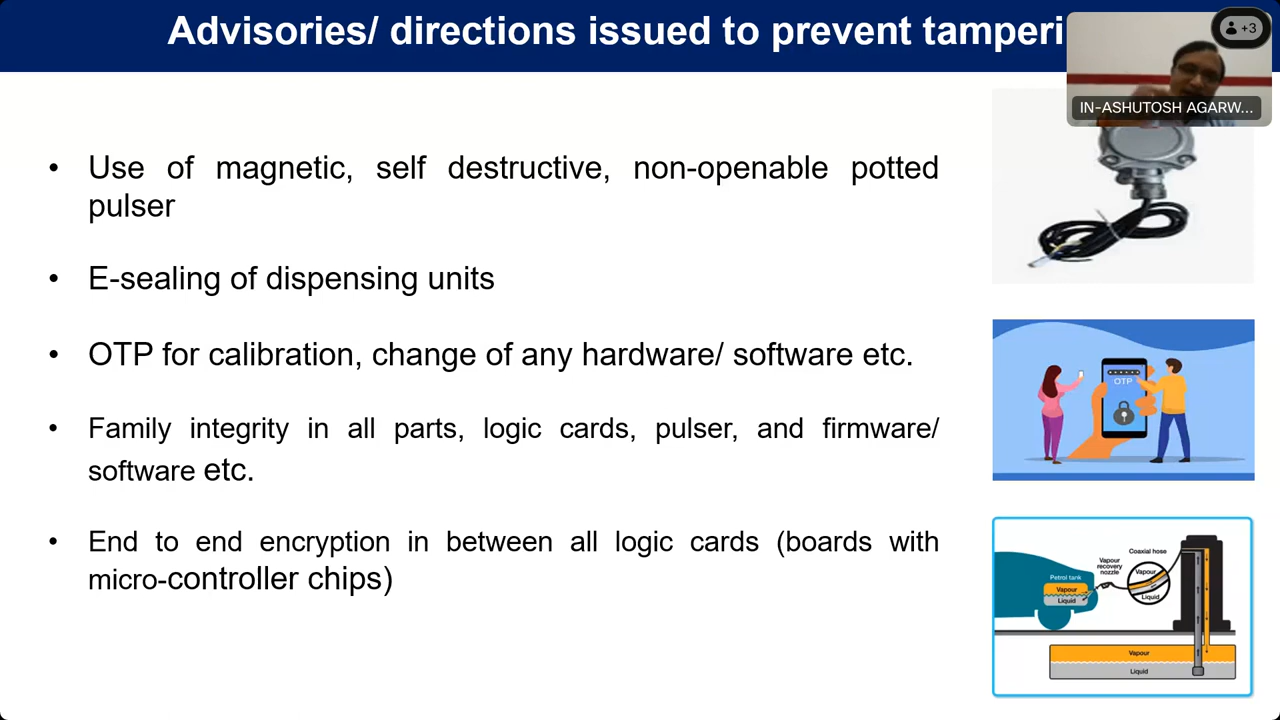 Advisories/ directions issued to prevent tamperi
+3
IN-ASHUTOSH AGARW...
• Use of magnetic, self destructive, non-openable potted
pulser
• E-sealing of dispensing units
• OTP for calibration, change of any hardware/ software etc.
• Family integrity in all parts, logic cards, pulser, and firmware/
software etc.
• End to end encryption in between all logic cards (boards with
micro-controller chips)
OTP
Coaxial hose
Vapour
recovery
nozzle
Petrol tank
Vapour
Liquid
Vapour
Liquid
Vapour
Liquid